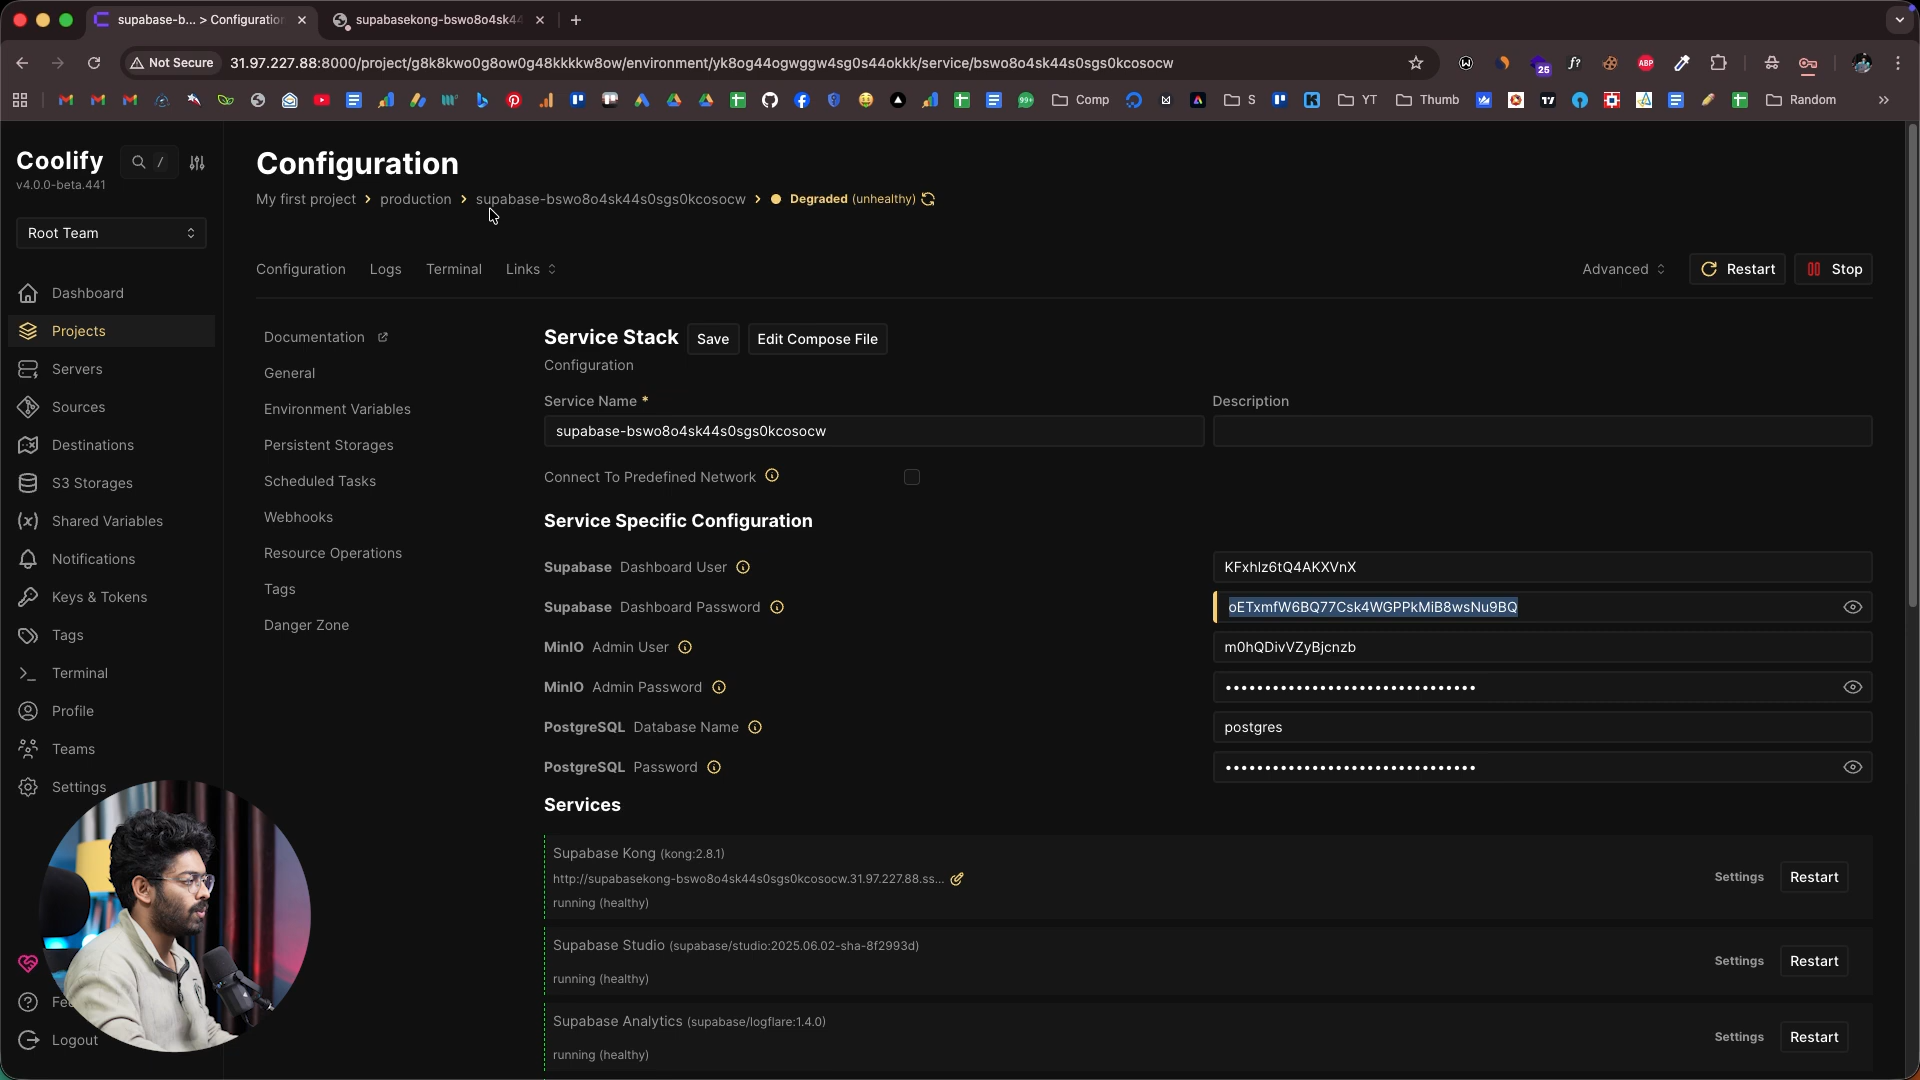 supabase-b... > Configuration
supabasekong-bswo8o4sk44
Not Secure
31.97.227.88:8000/project/g8k8kwo0g8ow0g48kkkkw8ow/environment/yk8og44ogwggw4sg0s44okkk/service/bswo8o4sk44s0sgs0kcosocw
25
f?
ABP
99+
Comp
S
YT
Thumb
Random
Coolify
/
v4.0.0-beta.441
Root Team
Dashboard
Projects
Servers
Sources
Destinations
S3 Storages
Shared Variables
Notifications
Keys & Tokens
Tags
Terminal
Profile
Teams
Settings
Logout
Configuration
My first project
production
supabase-bswo8o4sk44s0sgs0kcosocw
Degraded (unhealthy)
Configuration
Logs
Terminal
Links
Advanced
Restart
Stop
Documentation
General
Environment Variables
Persistent Storages
Scheduled Tasks
Webhooks
Resource Operations
Tags
Danger Zone
Service Stack
Save
Edit Compose File
Configuration
Service Name *
Description
supabase-bswo8o4sk44s0sgs0kcosocw
Connect To Predefined Network
Service Specific Configuration
Supabase Dashboard User
KFxhlz6tQ4AKXVnX
Supabase Dashboard Password
oETxmfW6BQ77Csk4WGPPkMiB8wsNu9BQ
MinIO Admin User
m0hQDivVZyBjcnzb
MinIO Admin Password
PostgreSQL Database Name
postgres
PostgreSQL Password
Services
Supabase Kong (kong:2.8.1)
http://supabasekong-bswo8o4sk44s0sgs0kcosocw.31.97.227.88.ss...
running (healthy)
Settings
Restart
Supabase Studio (supabase/studio:2025.06.02-sha-8f2993d)
running (healthy)
Settings
Restart
Supabase Analytics (supabase/logflare:1.4.0)
running (healthy)
Settings
Restart